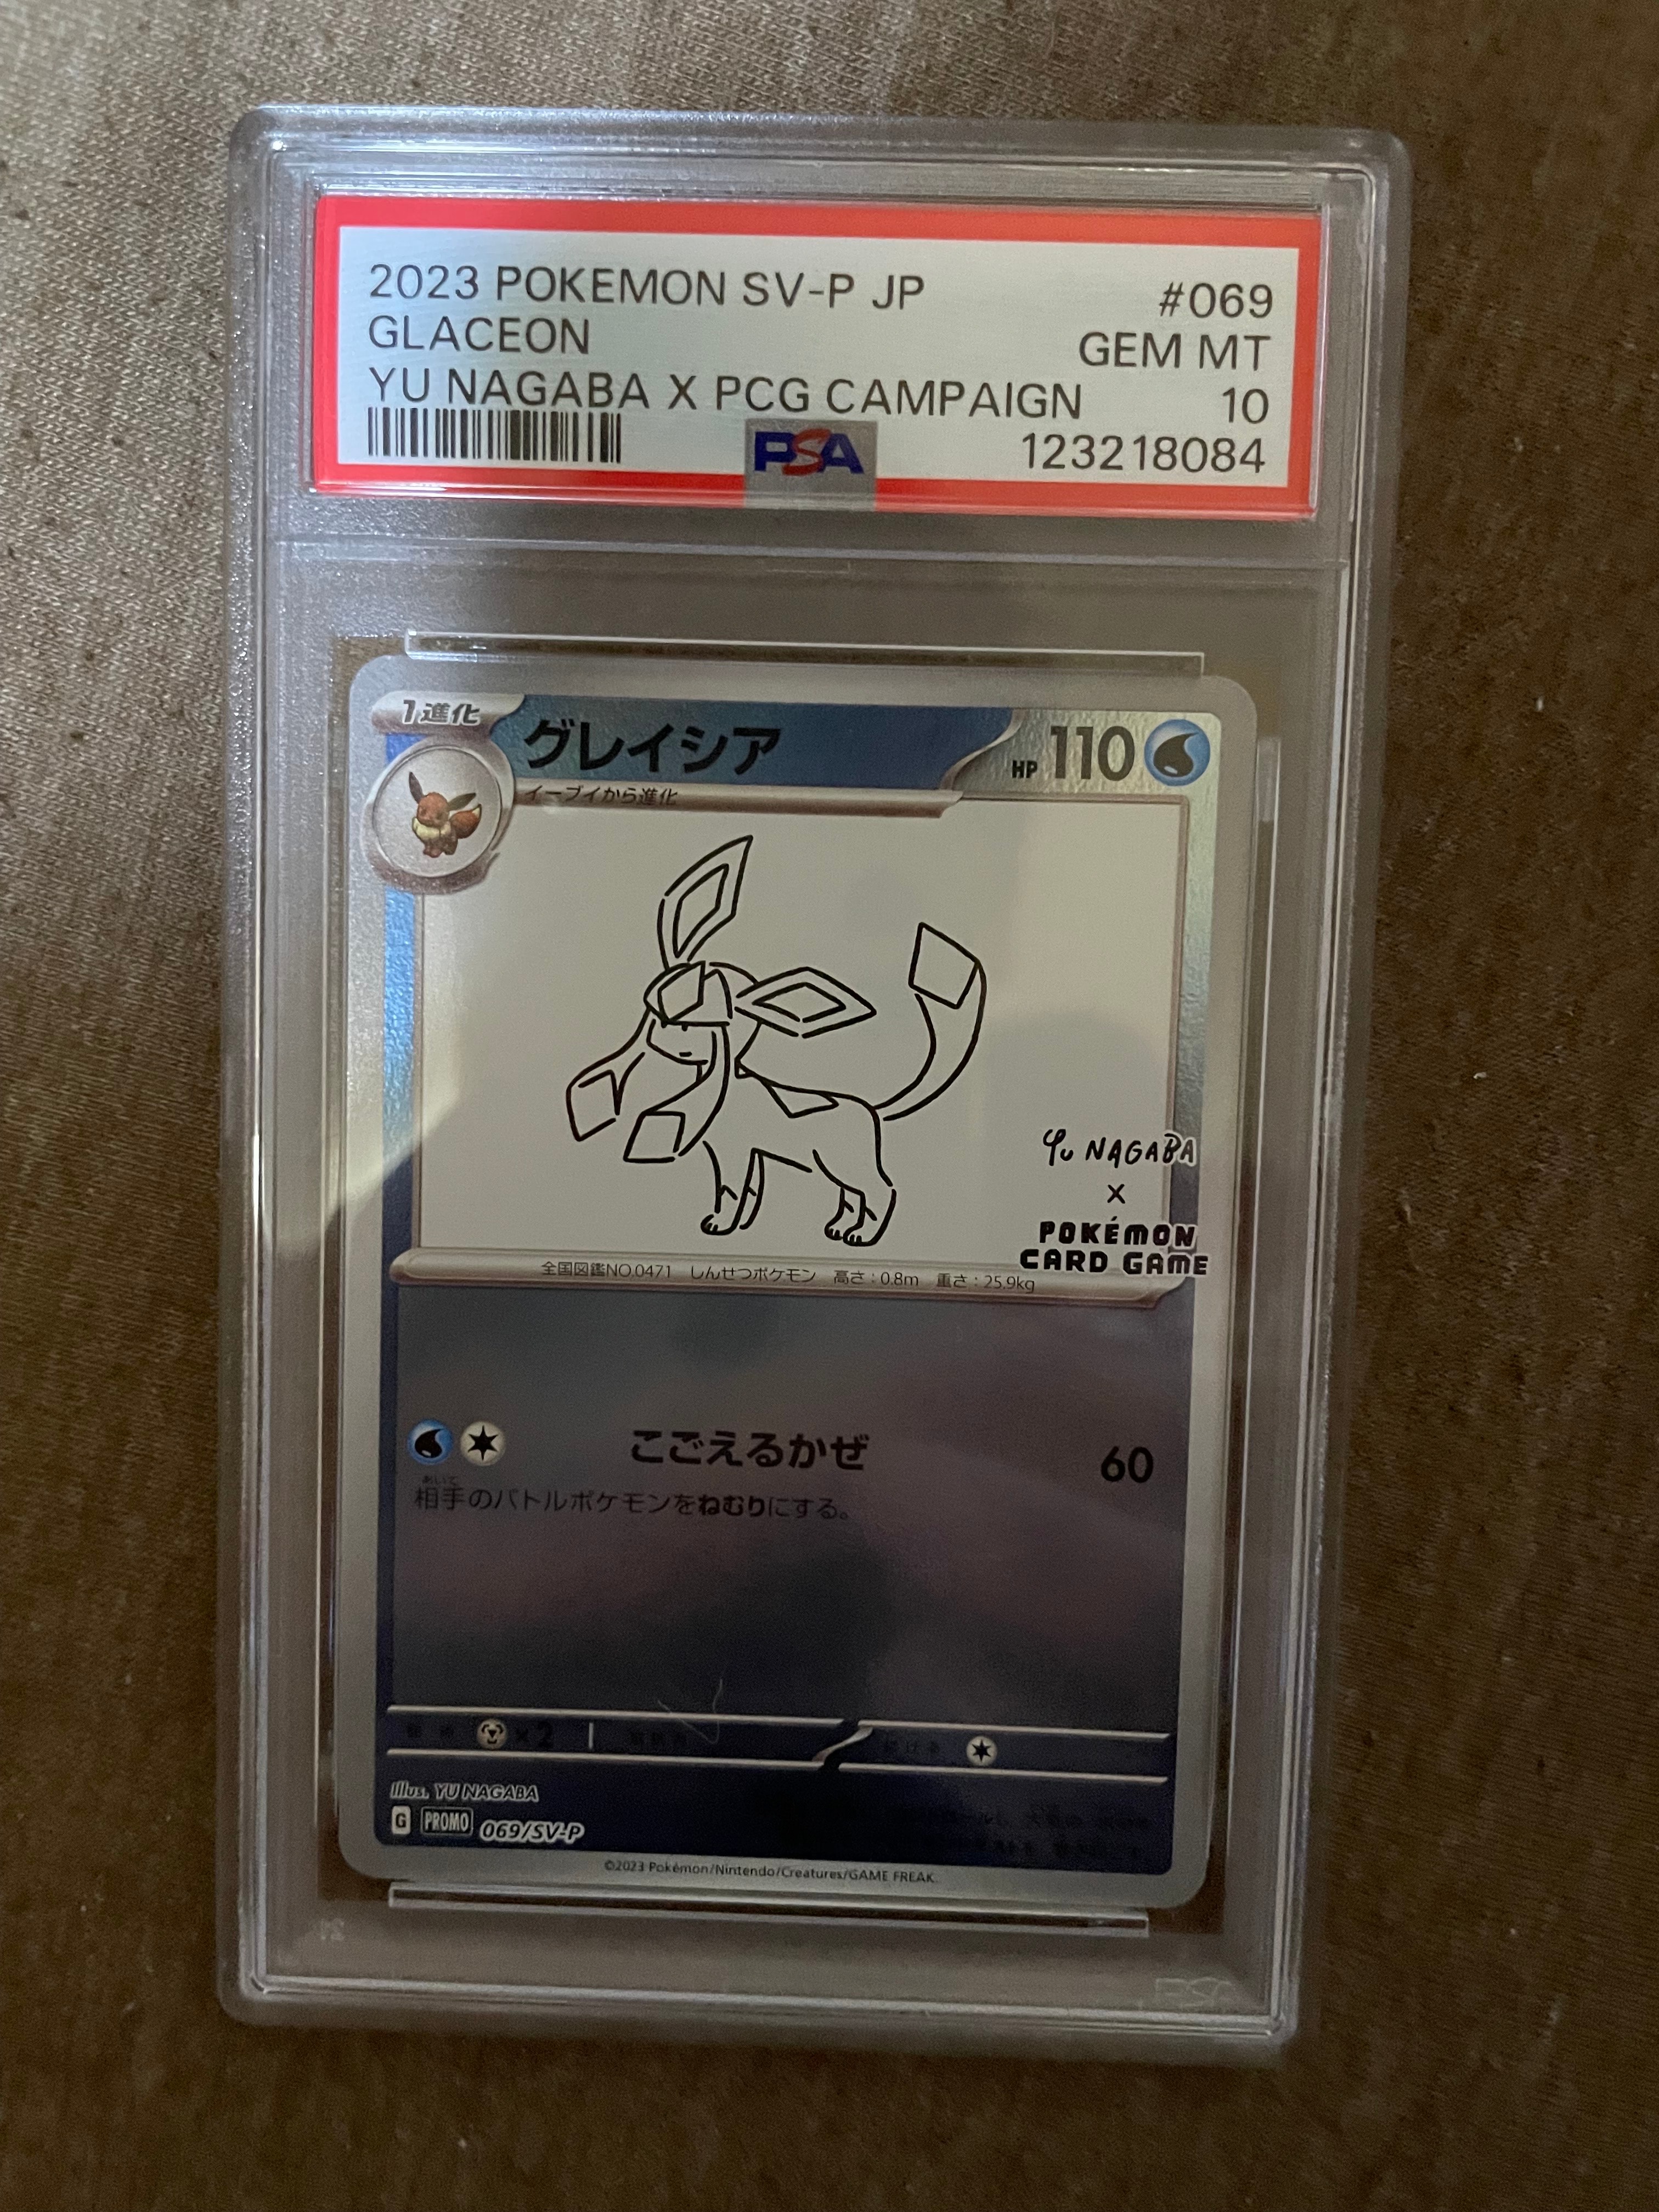 2023 POKEMON SV-P JP #069
GLACEON GEM MT
YU NAGABA X PCG CAMPAIGN 10
PSA 123218084
1進化
グレイシア HP 110
イーブイから進化
Yu NAGABA
×
POKÉMON
CARD GAME
全国図鑑NO.0471 しんせつポケモン 高さ:0.8m 重さ:25.9kg
こごえるかぜ 60
あいて
相手のバトルポケモンをねむりにする。
×2
Illus. YU NAGABA
G PROMO 069/SV-P
©2023 Pokémon/Nintendo/Creatures/GAME FREAK.